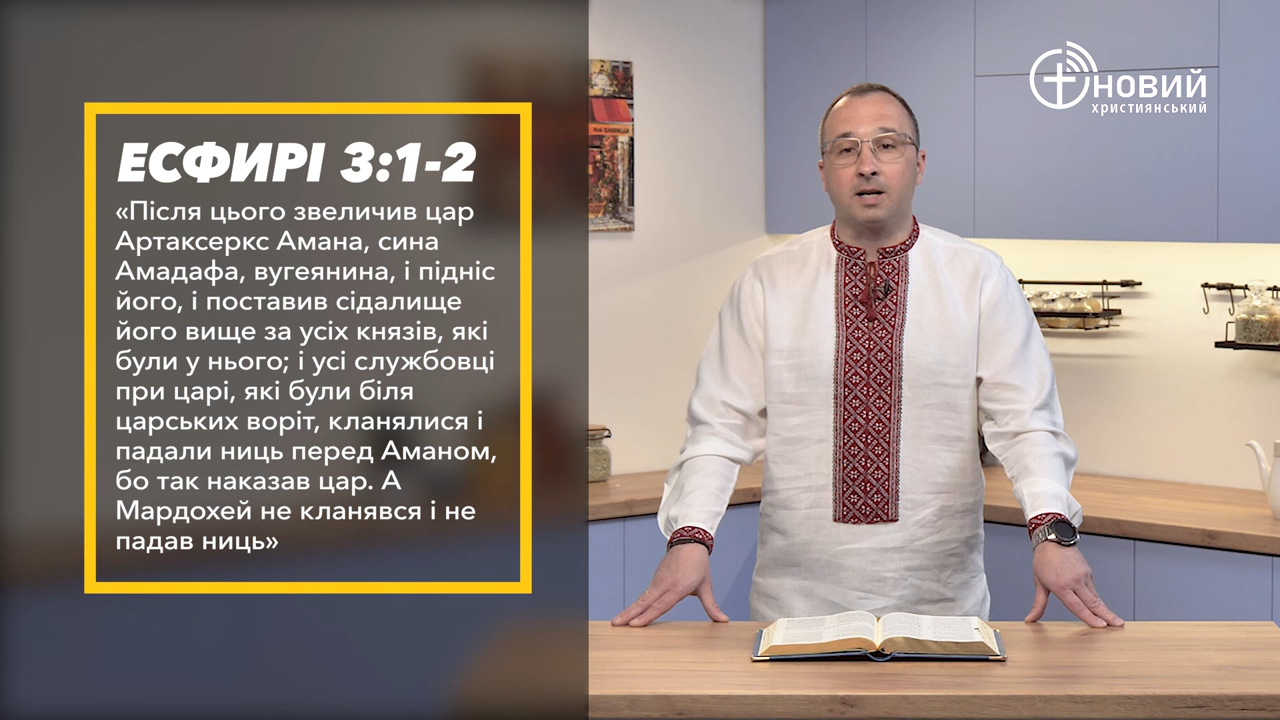 ЕСФИРІ 3:1-2
«Після цього звеличив цар
Артаксеркс Амана, сина
Амадафа, вугеянина, і підніс
його, і поставив сідалище
його вище за усіх князів, які
були у нього; і усі службовці
при царі, які були біля
царських воріт, кланялися і
падали ниць перед Аманом,
бо так наказав цар. А
Мардохей не кланявся і не
падав ниць»
НОВИЙ
християнський